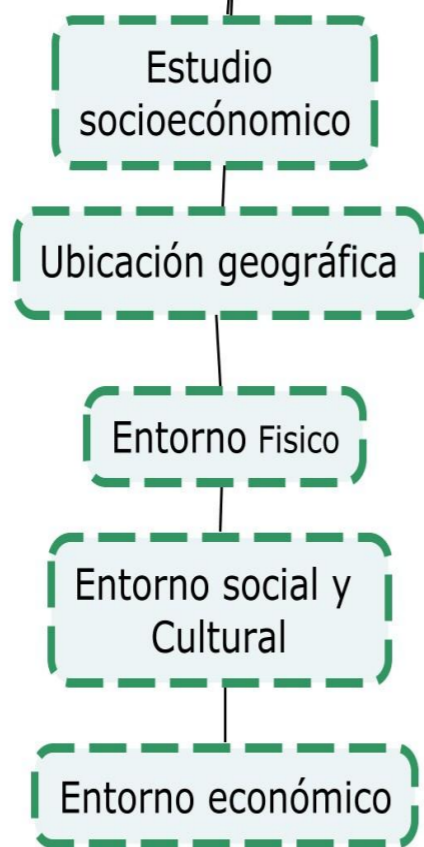 Estudio
socioecónomico
Ubicación geográfica
Entorno Fisico
Entorno social y
Cultural
Entorno económico